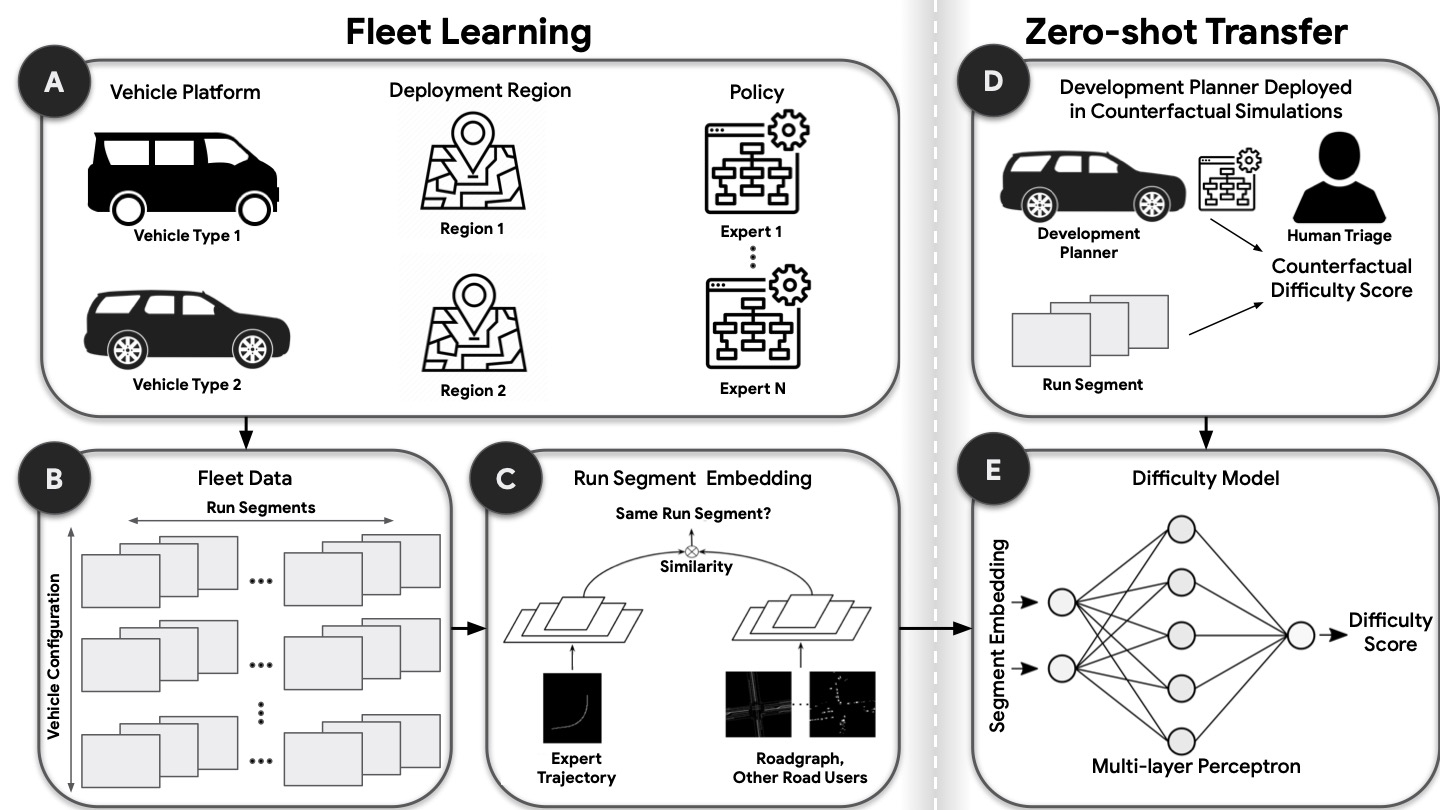 Fleet Learning
Zero-shot Transfer
A
Vehicle Platform
Deployment Region
Policy
Vehicle Type 1
Region 1
Expert 1
Vehicle Type 2
Region 2
Expert N
B
Fleet Data
Run Segments
Vehicle Configuration
C
Run Segment Embedding
Same Run Segment?
Similarity
Expert
Trajectory
Roadgraph,
Other Road Users
D
Development Planner Deployed
in Counterfactual Simulations
Development
Planner
Human Triage
Counterfactual
Difficulty Score
Run Segment
E
Difficulty Model
Segment Embedding
Difficulty
Score
Multi-layer Perceptron